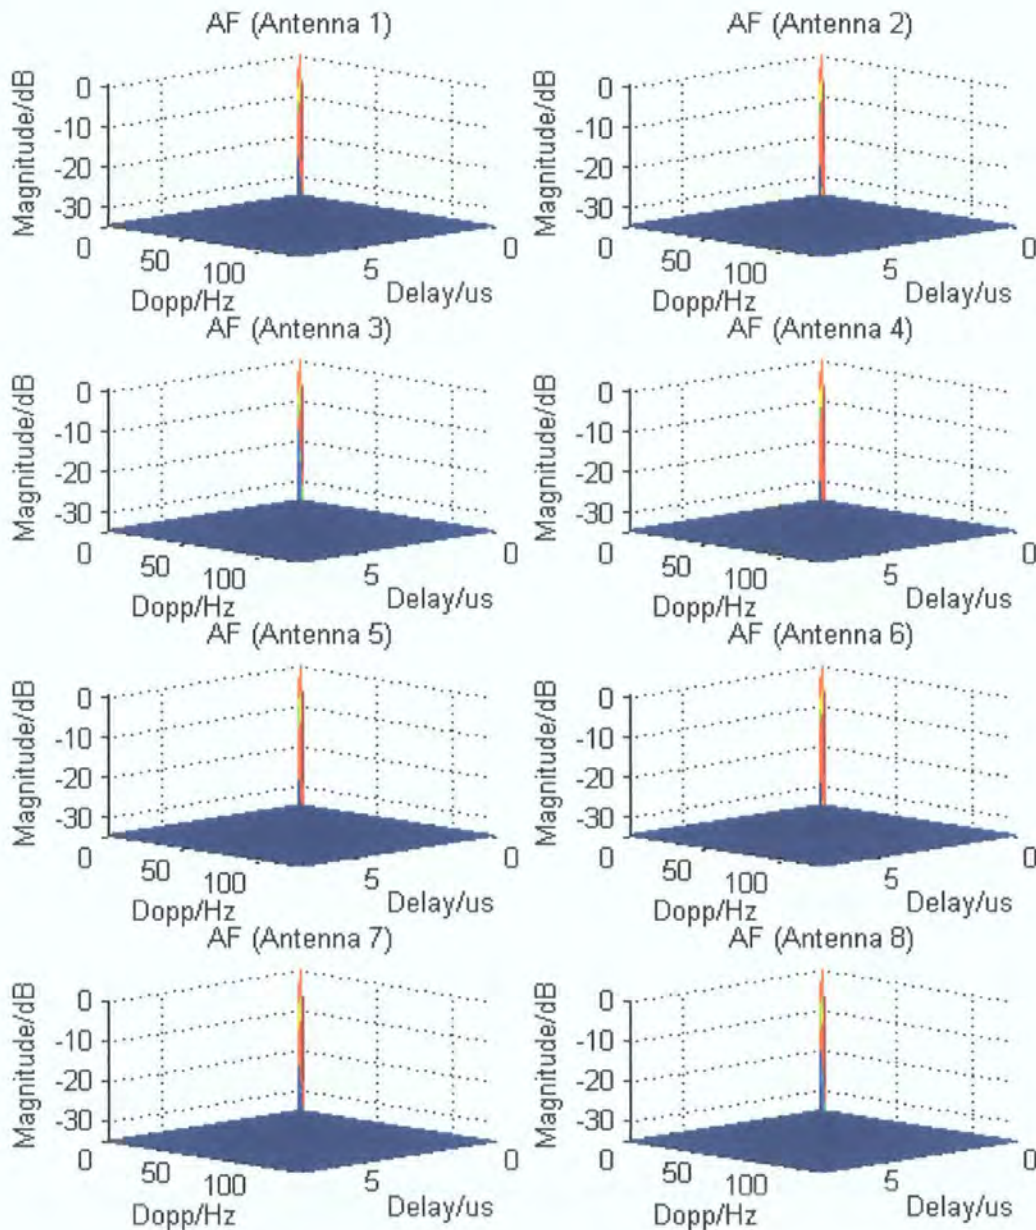 AF (Antenna 1)
Magnitude/dB
0
-10
-20
-30
0
50
100
Dopp/Hz
5
0
Delay/us
AF (Antenna 2)
Magnitude/dB
0
-10
-20
-30
0
50
100
Dopp/Hz
5
0
Delay/us
AF (Antenna 3)
Magnitude/dB
0
-10
-20
-30
0
50
100
Dopp/Hz
5
0
Delay/us
AF (Antenna 4)
Magnitude/dB
0
-10
-20
-30
0
50
100
Dopp/Hz
5
0
Delay/us
AF (Antenna 5)
Magnitude/dB
0
-10
-20
-30
0
50
100
Dopp/Hz
5
0
Delay/us
AF (Antenna 6)
Magnitude/dB
0
-10
-20
-30
0
50
100
Dopp/Hz
5
0
Delay/us
AF (Antenna 7)
Magnitude/dB
0
-10
-20
-30
0
50
100
Dopp/Hz
5
0
Delay/us
AF (Antenna 8)
Magnitude/dB
0
-10
-20
-30
0
50
100
Dopp/Hz
5
0
Delay/us